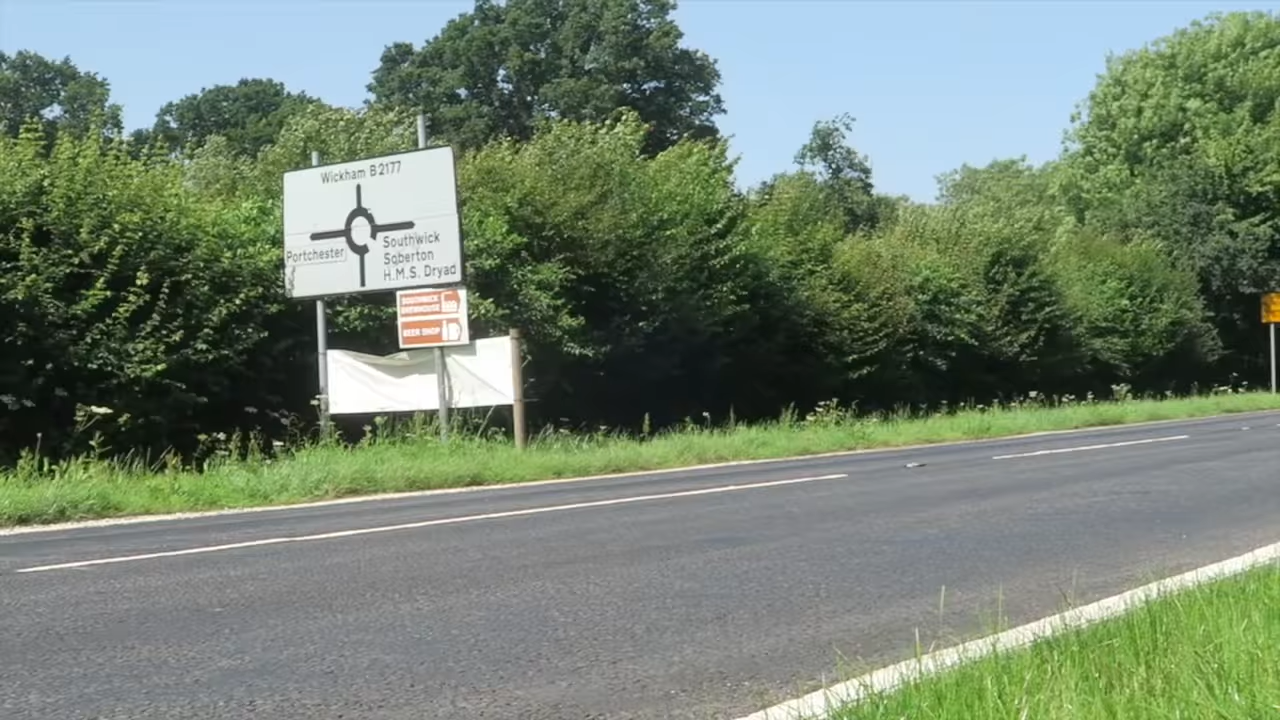 Wickham B2177
Portchester
Southwick
Soberton
H.M.S. Dryad
SOUTHWICK
BREWHOUSE
BEER SHOP